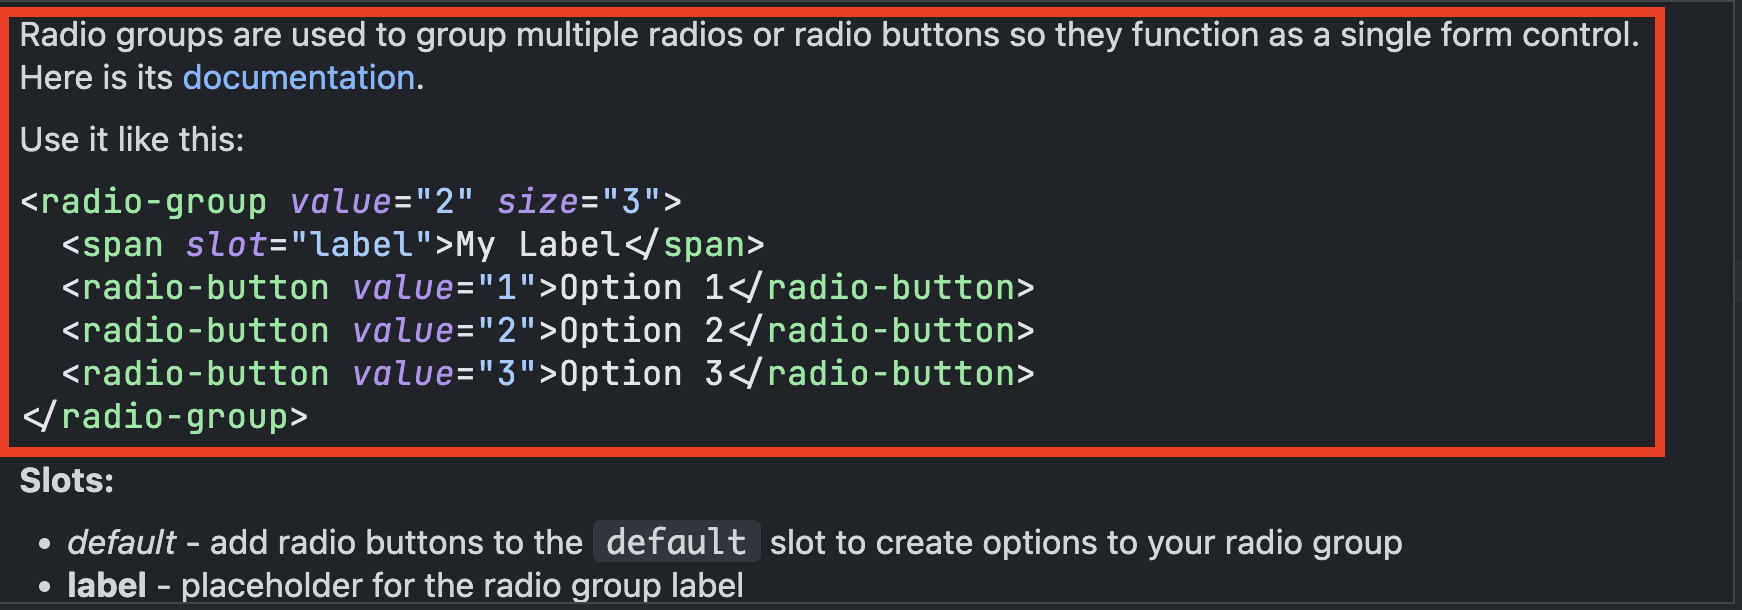 Radio groups are used to group multiple radios or radio buttons so they function as a single form control.
Here is its documentation.
Use it like this:
<radio-group value="2" size="3">
  <span slot="label">My Label</span>
  <radio-button value="1">Option 1</radio-button>
  <radio-button value="2">Option 2</radio-button>
  <radio-button value="3">Option 3</radio-button>
</radio-group>
Slots:
• default - add radio buttons to the default slot to create options to your radio group
• label - placeholder for the radio group label